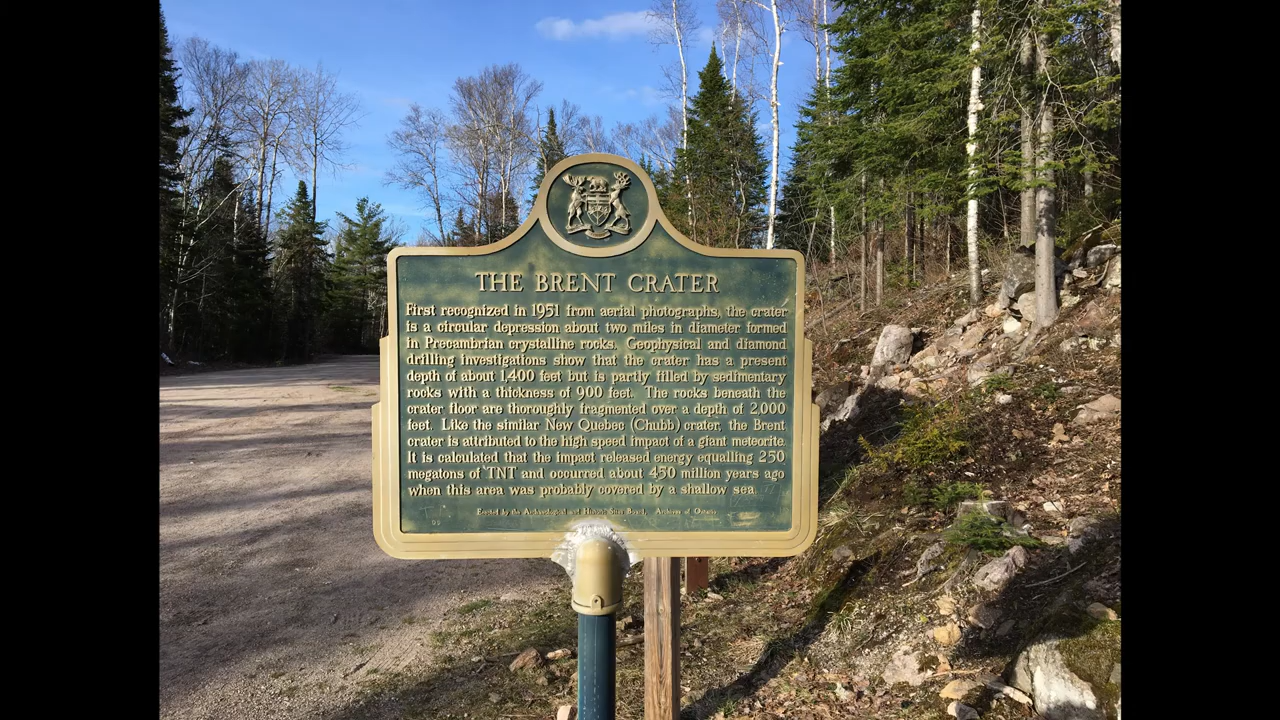 THE BRENT CRATER
First recognized in 1951 from aerial photographs, the crater
is a circular depression about two miles in diameter formed
in Precambrian crystalline rocks. Geophysical and diamond
drilling investigations show that the crater has a present
depth of about 1,400 feet but is partly filled by sedimentary
rocks with a thickness of 900 feet. The rocks beneath the
crater floor are thoroughly fragmented over a depth of 2,000
feet. Like the similar New Quebec (Chubb) crater, the Brent
crater is attributed to the high speed impact of a giant meteorite.
It is calculated that the impact released energy equalling 250
megatons of TNT and occurred about 450 million years ago
when this area was probably covered by a shallow sea.
Erected by the Archaeological and Historic Sites Board, Archives of Ontario